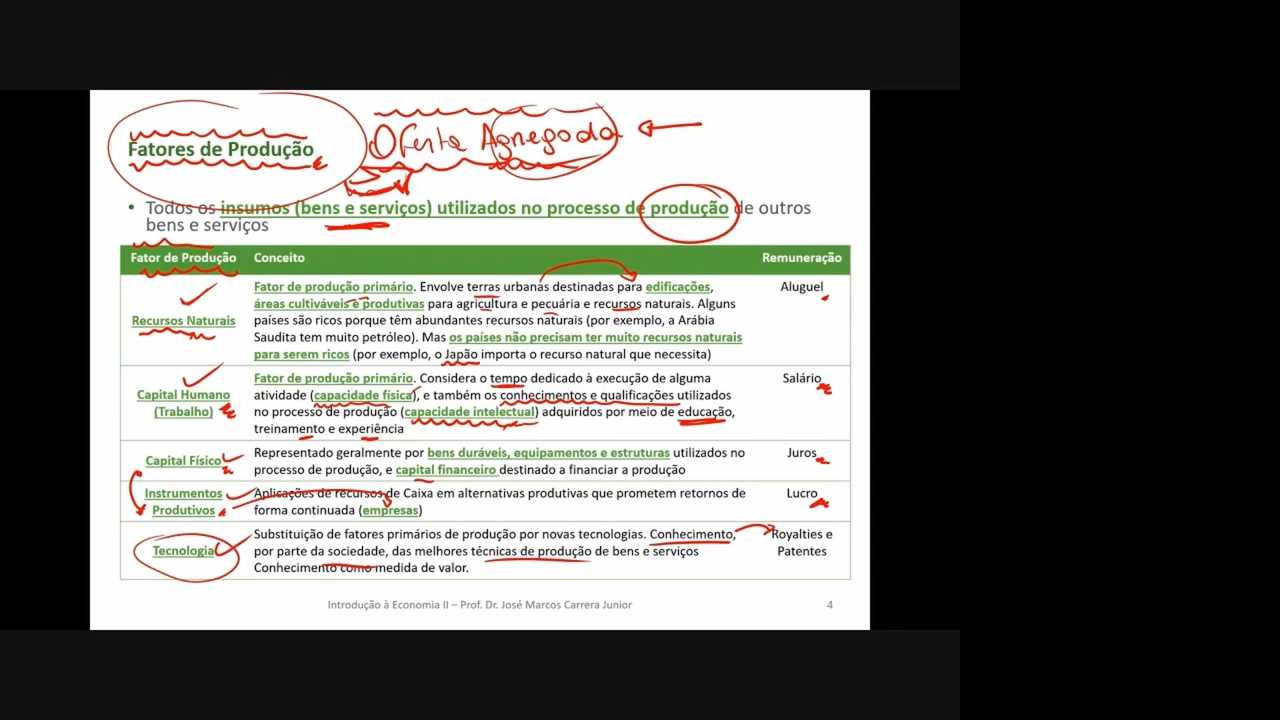 Oferta Agregada
Fatores de Produção
• Todos os insumos (bens e serviços) utilizados no processo de produção de outros
bens e serviços
Fator de Produção Conceito Remuneração
Recursos Naturais
Fator de produção primário. Envolve terras urbanas destinadas para edificações,
áreas cultiváveis e produtivas para agricultura e pecuária e recursos naturais. Alguns
países são ricos porque têm abundantes recursos naturais (por exemplo, a Arábia
Saudita tem muito petróleo). Mas os países não precisam ter muito recursos naturais
para serem ricos (por exemplo, o Japão importa o recurso natural que necessita)
Aluguel
Capital Humano
(Trabalho)
Fator de produção primário. Considera o tempo dedicado à execução de alguma
atividade (capacidade física), e também os conhecimentos e qualificações utilizados
no processo de produção (capacidade intelectual) adquiridos por meio de educação,
treinamento e experiência
Salário
Capital Físico
Representado geralmente por bens duráveis, equipamentos e estruturas utilizados no
processo de produção, e capital financeiro destinado a financiar a produção
Juros
Instrumentos
Produtivos
Aplicações de recursos de Caixa em alternativas produtivas que prometem retornos de
forma continuada (empresas)
Lucro
Tecnologia
Substituição de fatores primários de produção por novas tecnologias. Conhecimento,
por parte da sociedade, das melhores técnicas de produção de bens e serviços
Conhecimento como medida de valor.
Royalties e
Patentes
Introdução à Economia II – Prof. Dr. José Marcos Carrera Junior 4